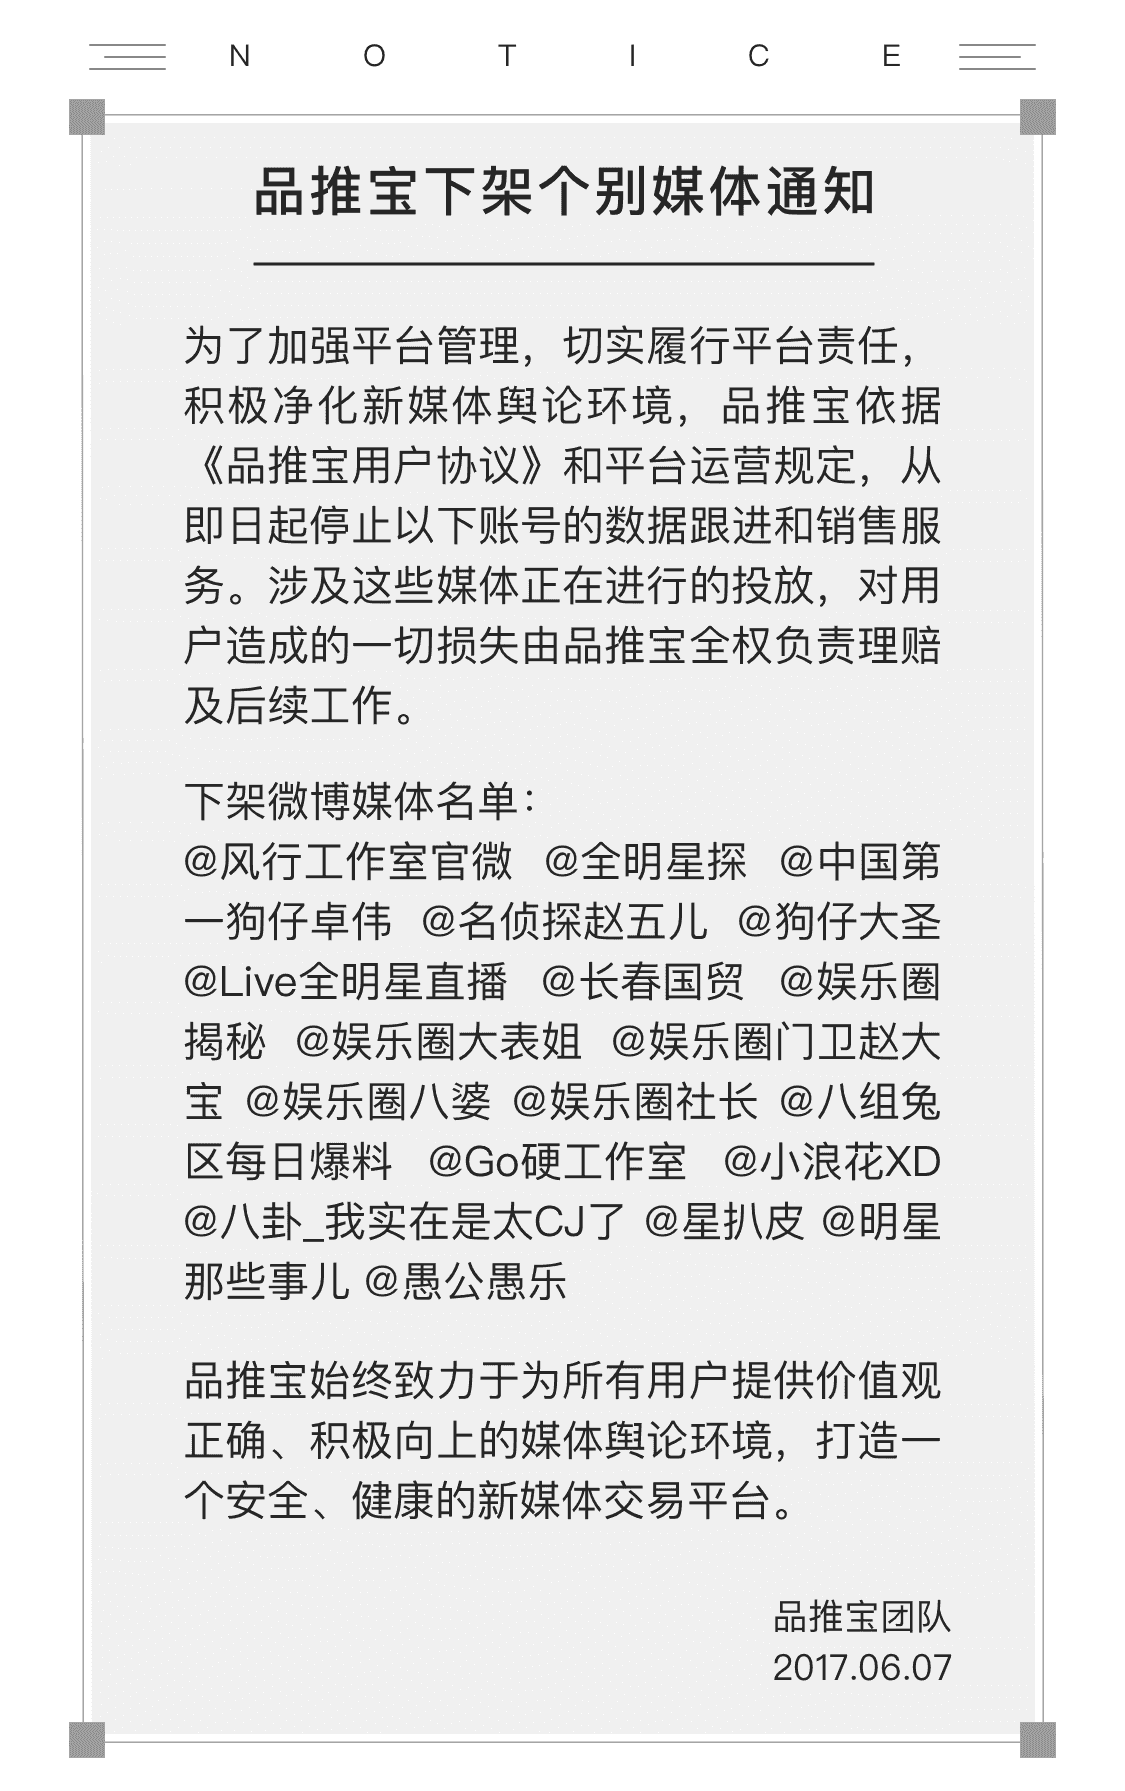 NOTICE
品推宝下架个别媒体通知
为了加强平台管理，切实履行平台责任，
积极净化新媒体舆论环境，品推宝依据
《品推宝用户协议》和平台运营规定，从
即日起停止以下账号的数据跟进和销售服
务。涉及这些媒体正在进行的投放，对用
户造成的一切损失由品推宝全权负责理赔
及后续工作。
下架微博媒体名单：
@风行工作室官微 @全明星探 @中国第
一狗仔卓伟 @名侦探赵五儿 @狗仔大圣
@Live全明星直播 @长春国贸 @娱乐圈
揭秘 @娱乐圈大表姐 @娱乐圈门卫赵大
宝 @娱乐圈八婆 @娱乐圈社长 @八组兔
区每日爆料 @Go硬工作室 @小浪花XD
@八卦_我实在是太CJ了 @星扒皮 @明星
那些事儿 @愚公愚乐
品推宝始终致力于为所有用户提供价值观
正确、积极向上的媒体舆论环境，打造一
个安全、健康的新媒体交易平台。
品推宝团队
2017.06.07